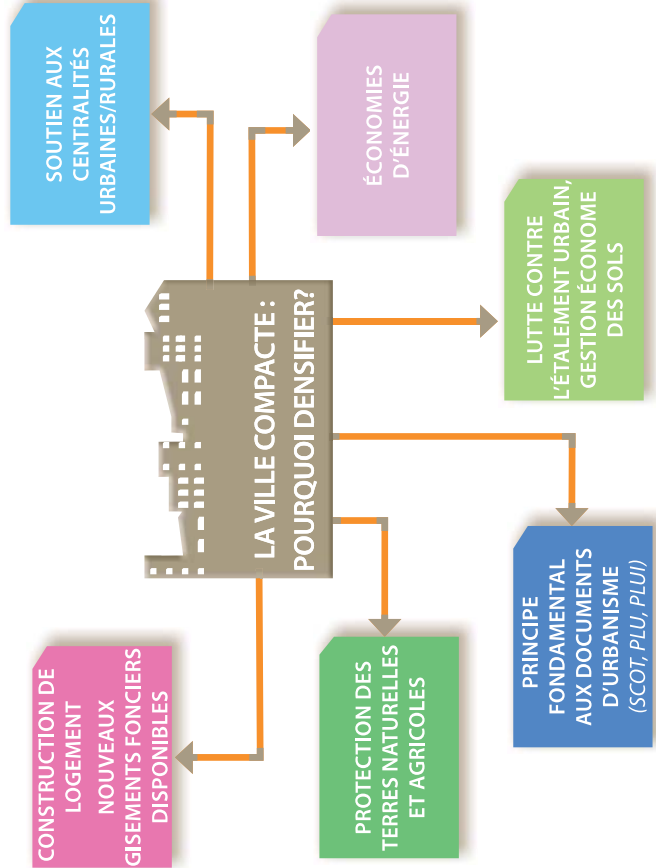 CONSTRUCTION DE
LOGEMENT
NOUVEAUX
GISEMENTS FONCIERS
DISPONIBLES
SOUTIEN AUX
CENTRALITÉS
URBAINES/RURALES
LA VILLE COMPACTE :
POURQUOI DENSIFIER?
PROTECTION DES
TERRES NATURELLES
ET AGRICOLES
ÉCONOMIES
D'ÉNERGIE
PRINCIPE
FONDAMENTAL
AUX DOCUMENTS
D'URBANISME
(SCOT, PLU, PLUI)
LUTTE CONTRE
L'ÉTALEMENT URBAIN,
GESTION ÉCONOME
DES SOLS